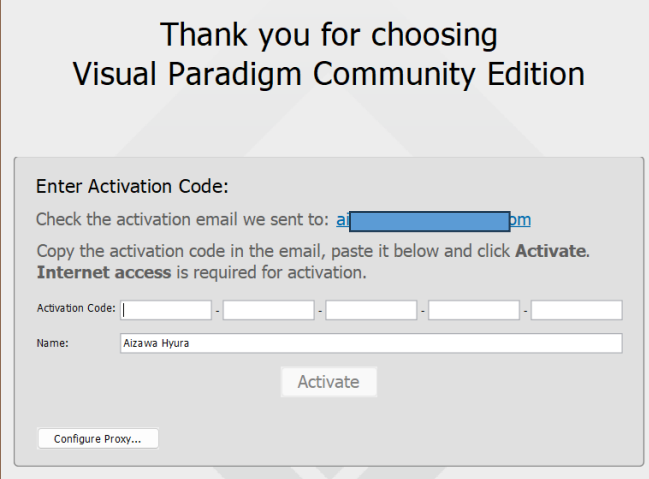 Thank you for choosing
Visual Paradigm Community Edition
Enter Activation Code:
Check the activation email we sent to: ai om
Copy the activation code in the email, paste it below and click Activate.
Internet access is required for activation.
Activation Code: - - - -
Name: Aizawa Hyura
Activate
Configure Proxy...